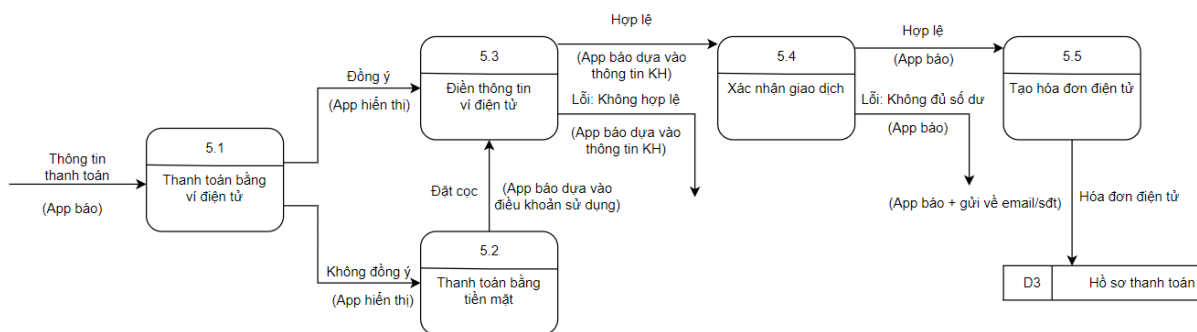 Thông tin
thanh toán
(App báo)
5.1
Thanh toán bằng
ví điện tử
Đồng ý
(App hiển thị)
Không đồng ý
(App hiển thị)
5.2
Thanh toán bằng
tiền mặt
Đặt cọc
(App báo dựa vào
điều khoản sử dụng)
5.3
Điền thông tin
ví điện tử
Hợp lệ
(App báo dựa vào
thông tin KH)
Lỗi: Không hợp lệ
(App báo dựa vào
thông tin KH)
5.4
Xác nhận giao dịch
Hợp lệ
(App báo)
Lỗi: Không đủ số dư
(App báo)
(App báo + gửi về email/sđt)
5.5
Tạo hóa đơn điện tử
Hóa đơn điện tử
D3
Hồ sơ thanh toán